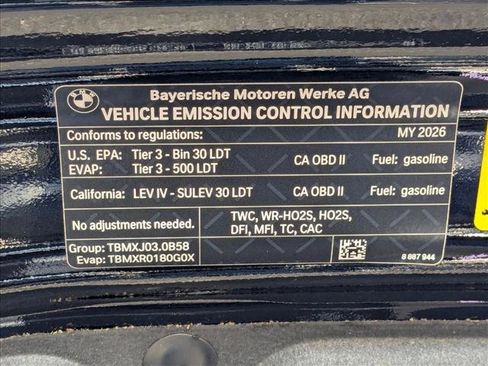 BMW
Bayerische Motoren Werke AG
VEHICLE EMISSION CONTROL INFORMATION
Conforms to regulations: MY 2026
U.S. EPA: Tier 3 - Bin 30 LDT CA OBD II Fuel: gasoline
EVAP: Tier 3 - 500 LDT
California: LEV IV - SULEV 30 LDT CA OBD II Fuel: gasoline
No adjustments needed.
TWC, WR-HO2S, HO2S,
DFI, MFI, TC, CAC
Group: TBMXJ03.0B58
Evap: TBMXR0180G0X
8 887 944